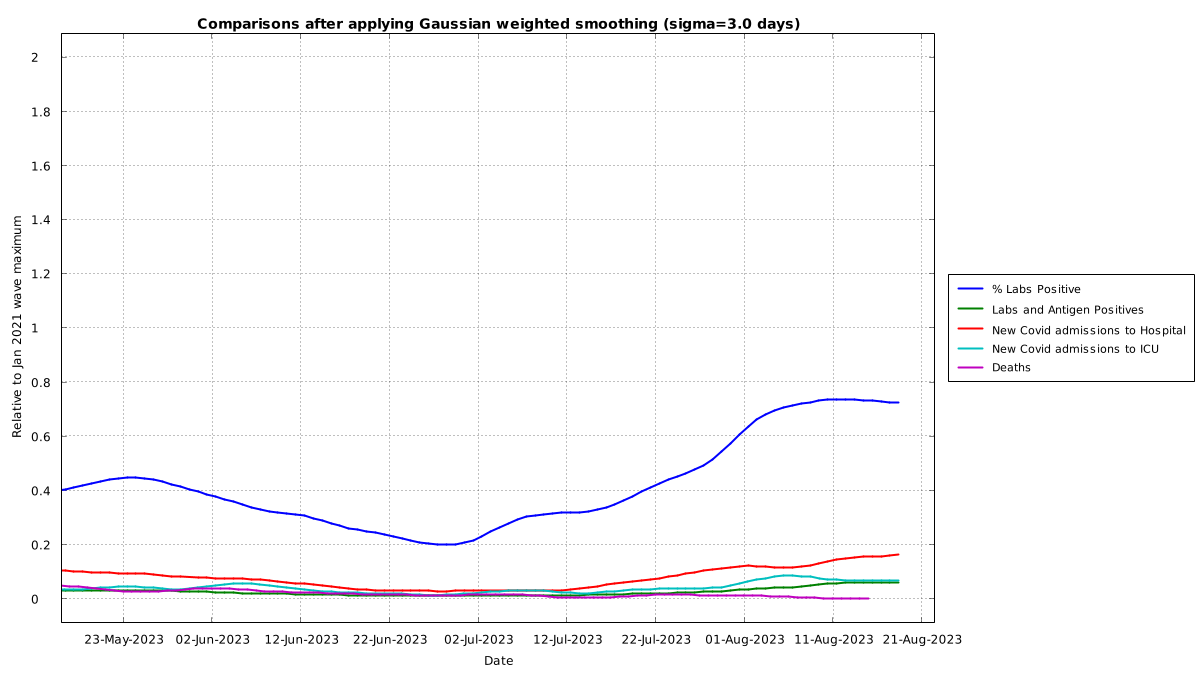 Comparisons after applying Gaussian weighted smoothing (sigma=3.0 days)
2
1.8
1.6
1.4
1.2
1
0.8
0.6
0.4
0.2
0
Relative to Jan 2021 wave maximum
23-May-2023 02-Jun-2023 12-Jun-2023 22-Jun-2023 02-Jul-2023 12-Jul-2023 22-Jul-2023 01-Aug-2023 11-Aug-2023 21-Aug-2023
Date
% Labs Positive
Labs and Antigen Positives
New Covid admissions to Hospital
New Covid admissions to ICU
Deaths